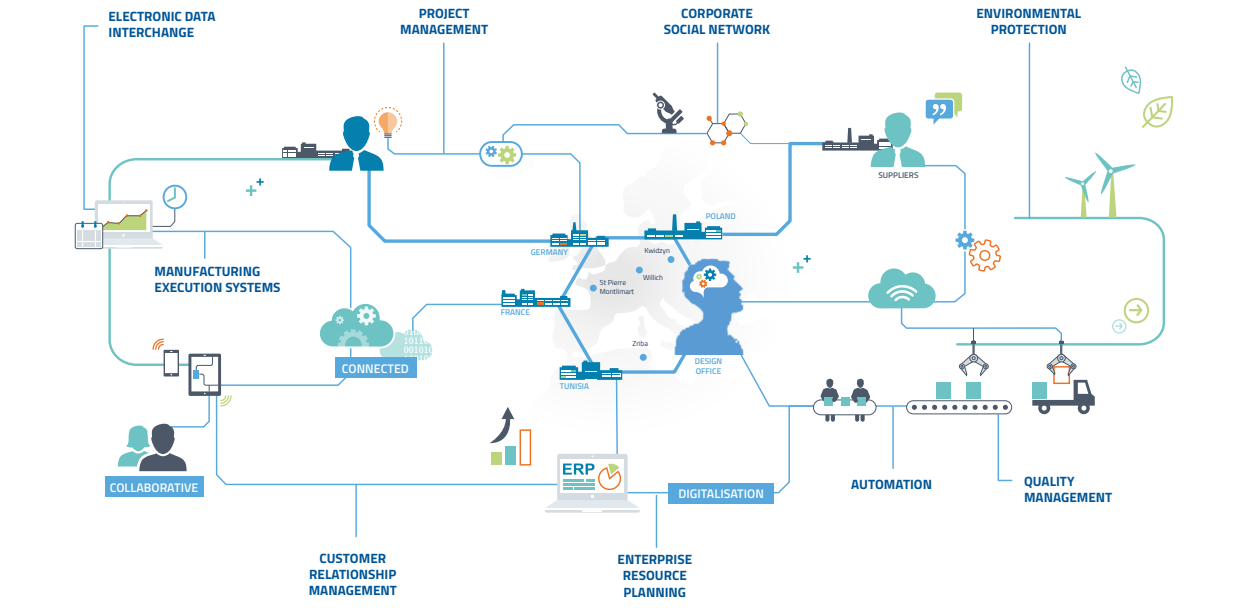 ELECTRONIC DATA
INTERCHANGE
PROJECT
MANAGEMENT
CORPORATE
SOCIAL NETWORK
ENVIRONMENTAL
PROTECTION
SUPPLIERS
POLAND
GERMANY
Kwidzyn
Willich
St Pierre
Montlimart
FRANCE
MANUFACTURING
EXECUTION SYSTEMS
Zriba
DESIGN
OFFICE
TUNISIA
CONNECTED
COLLABORATIVE
ERP
DIGITALISATION
AUTOMATION
QUALITY
MANAGEMENT
CUSTOMER
RELATIONSHIP
MANAGEMENT
ENTERPRISE
RESOURCE
PLANNING